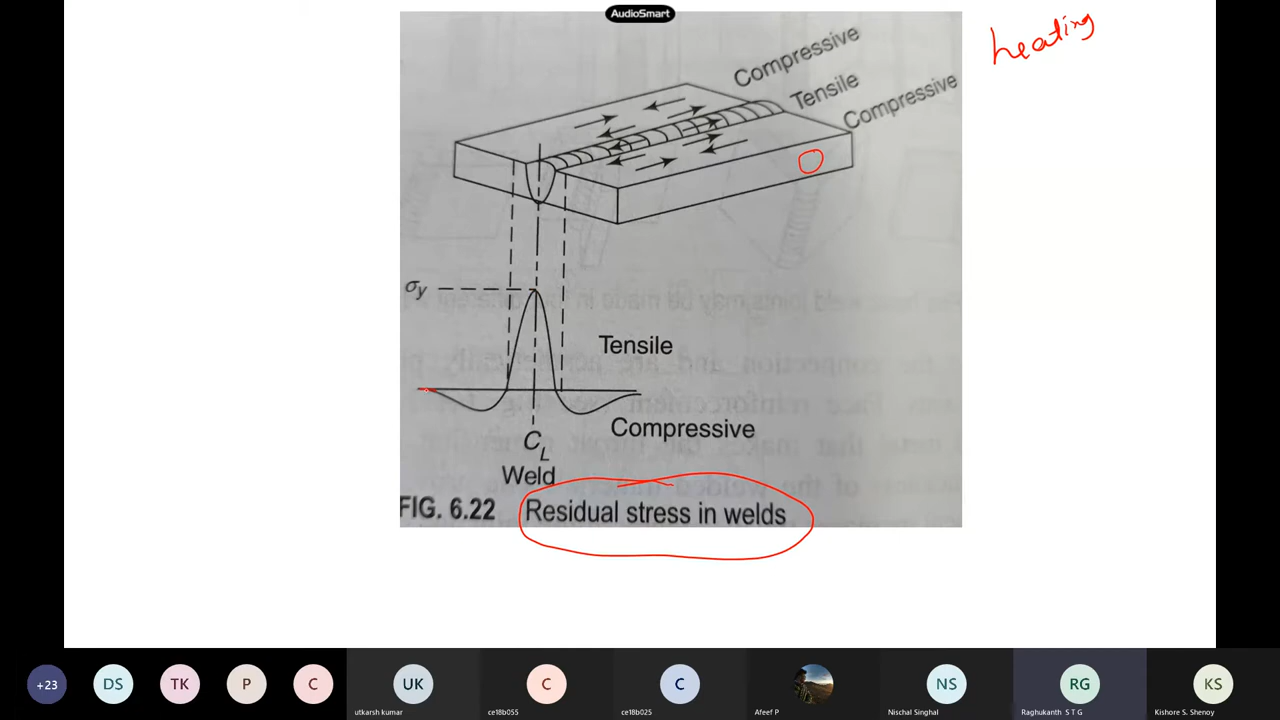 AudioSmart
heating
Compressive
Tensile
Compressive
σy
Tensile
Compressive
CL
Weld
FIG. 6.22 Residual stress in welds
+23
DS
TK
P
C
UK
utkarsh kumar
C
ce18b055
C
ce18b025
Afeef P
NS
Nischal Singhal
RG
Raghukanth S T G
KS
Kishore S. Shenoy